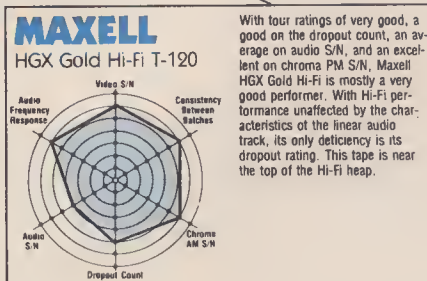 MAXELL
HGX Gold Hi-Fi T-120
Video S/N
Audio
Frequency
Response
Consistency
Between
Batches
Audio
S/N
Chroma
AM S/N
Dropout Count
With four ratings of very good, a
good on the dropout count, an av-
erage on audio S/N, and an excel-
lent on chroma PM S/N, Maxell
HGX Gold Hi-Fi is mostly a very
good performer. With Hi-Fi per-
formance unaffected by the char-
acteristics of the linear audio
track, its only deficiency is its
dropout rating. This tape is near
the top of the Hi-Fi heap.